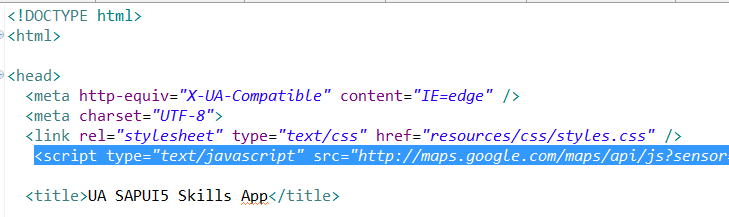 <!DOCTYPE html>
<html>
<head>
<meta http-equiv="X-UA-Compatible" content="IE=edge" />
<meta charset="UTF-8">
<link rel="stylesheet" type="text/css" href="resources/css/styles.css" />
<script type="text/javascript" src="http://maps.google.com/maps/api/js?sensor
<title>UA SAPUI5 Skills App</title>